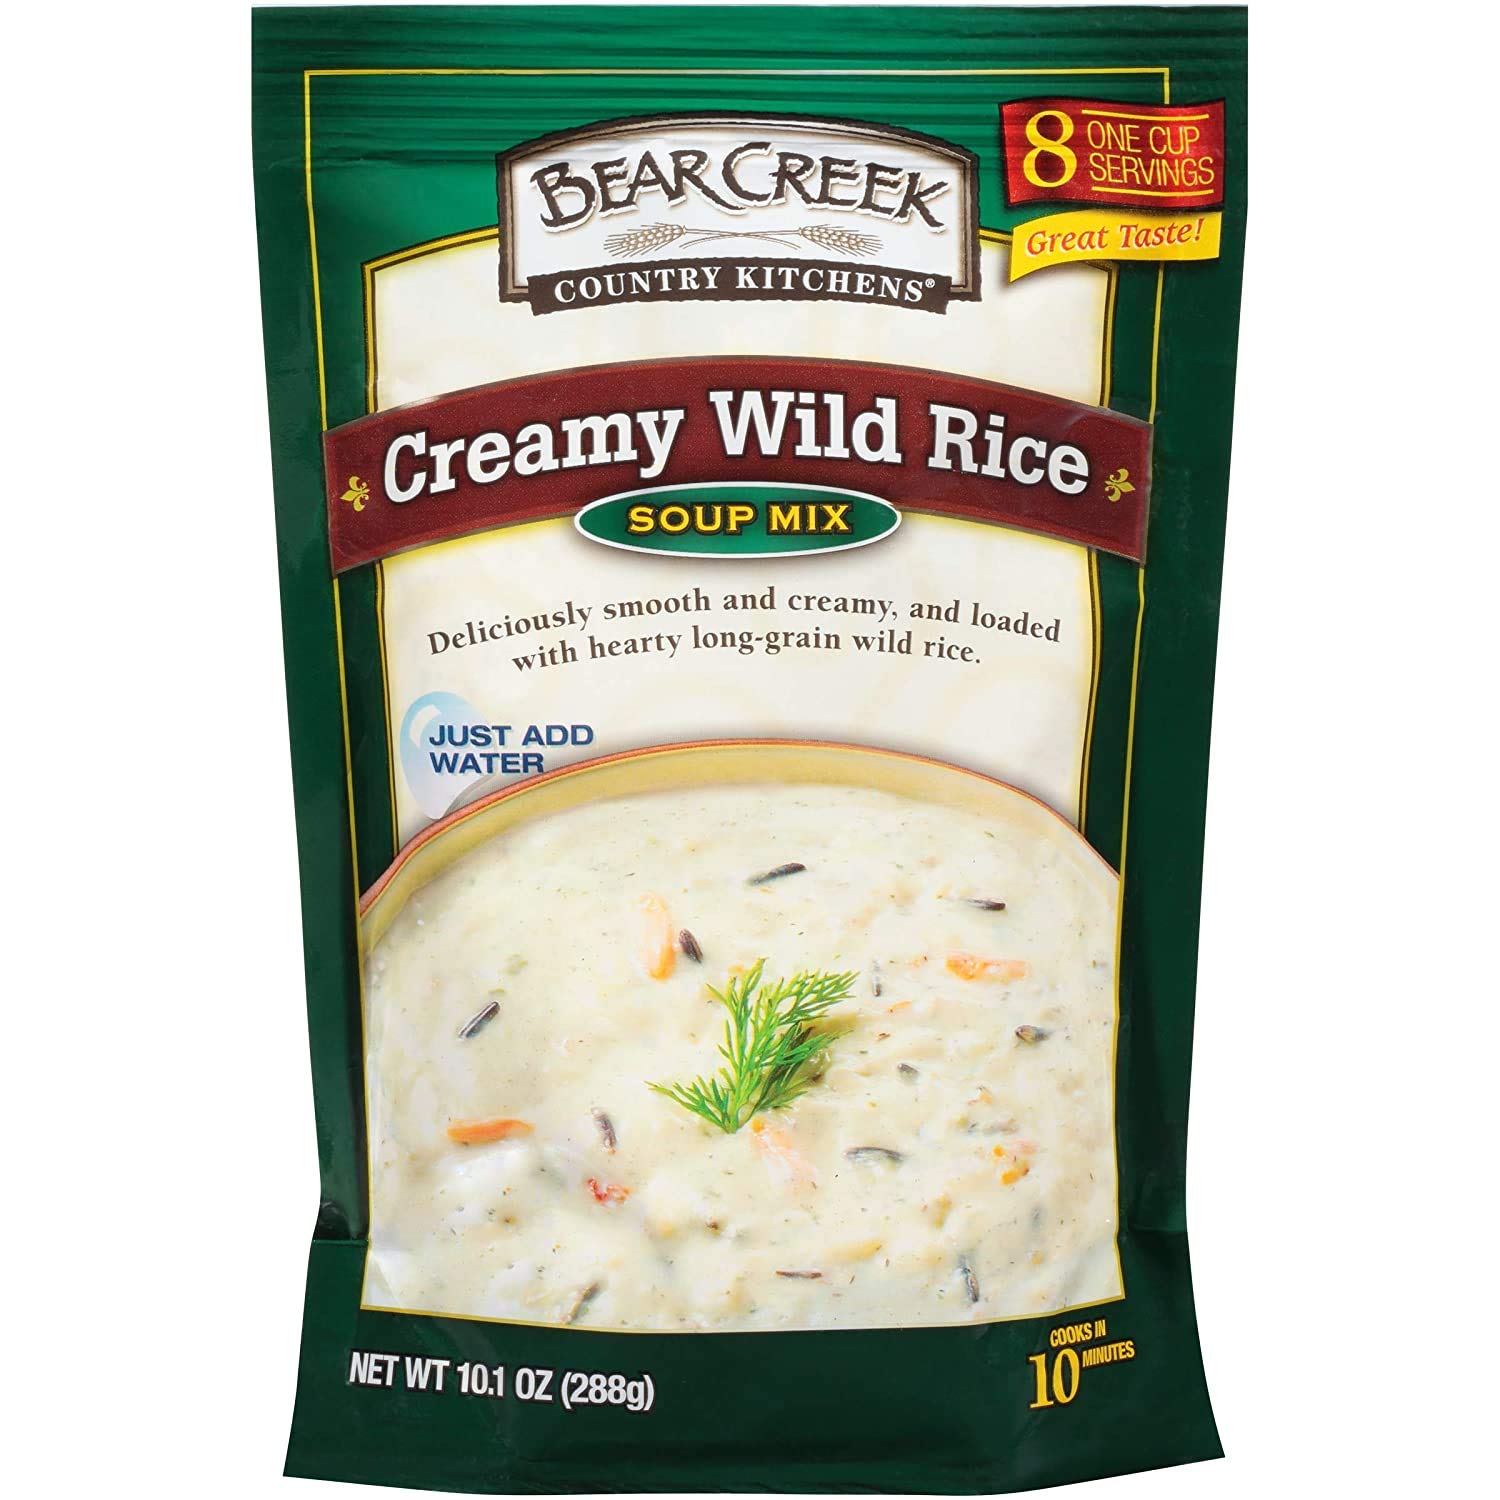 BEAR CREEK
COUNTRY KITCHENS®
8 ONE CUP
SERVINGS
Great Taste!
Creamy Wild Rice
SOUP MIX
Deliciously smooth and creamy, and loaded
with hearty long-grain wild rice.
JUST ADD
WATER
NET WT 10.1 OZ (288g)
COOKS IN
10 MINUTES